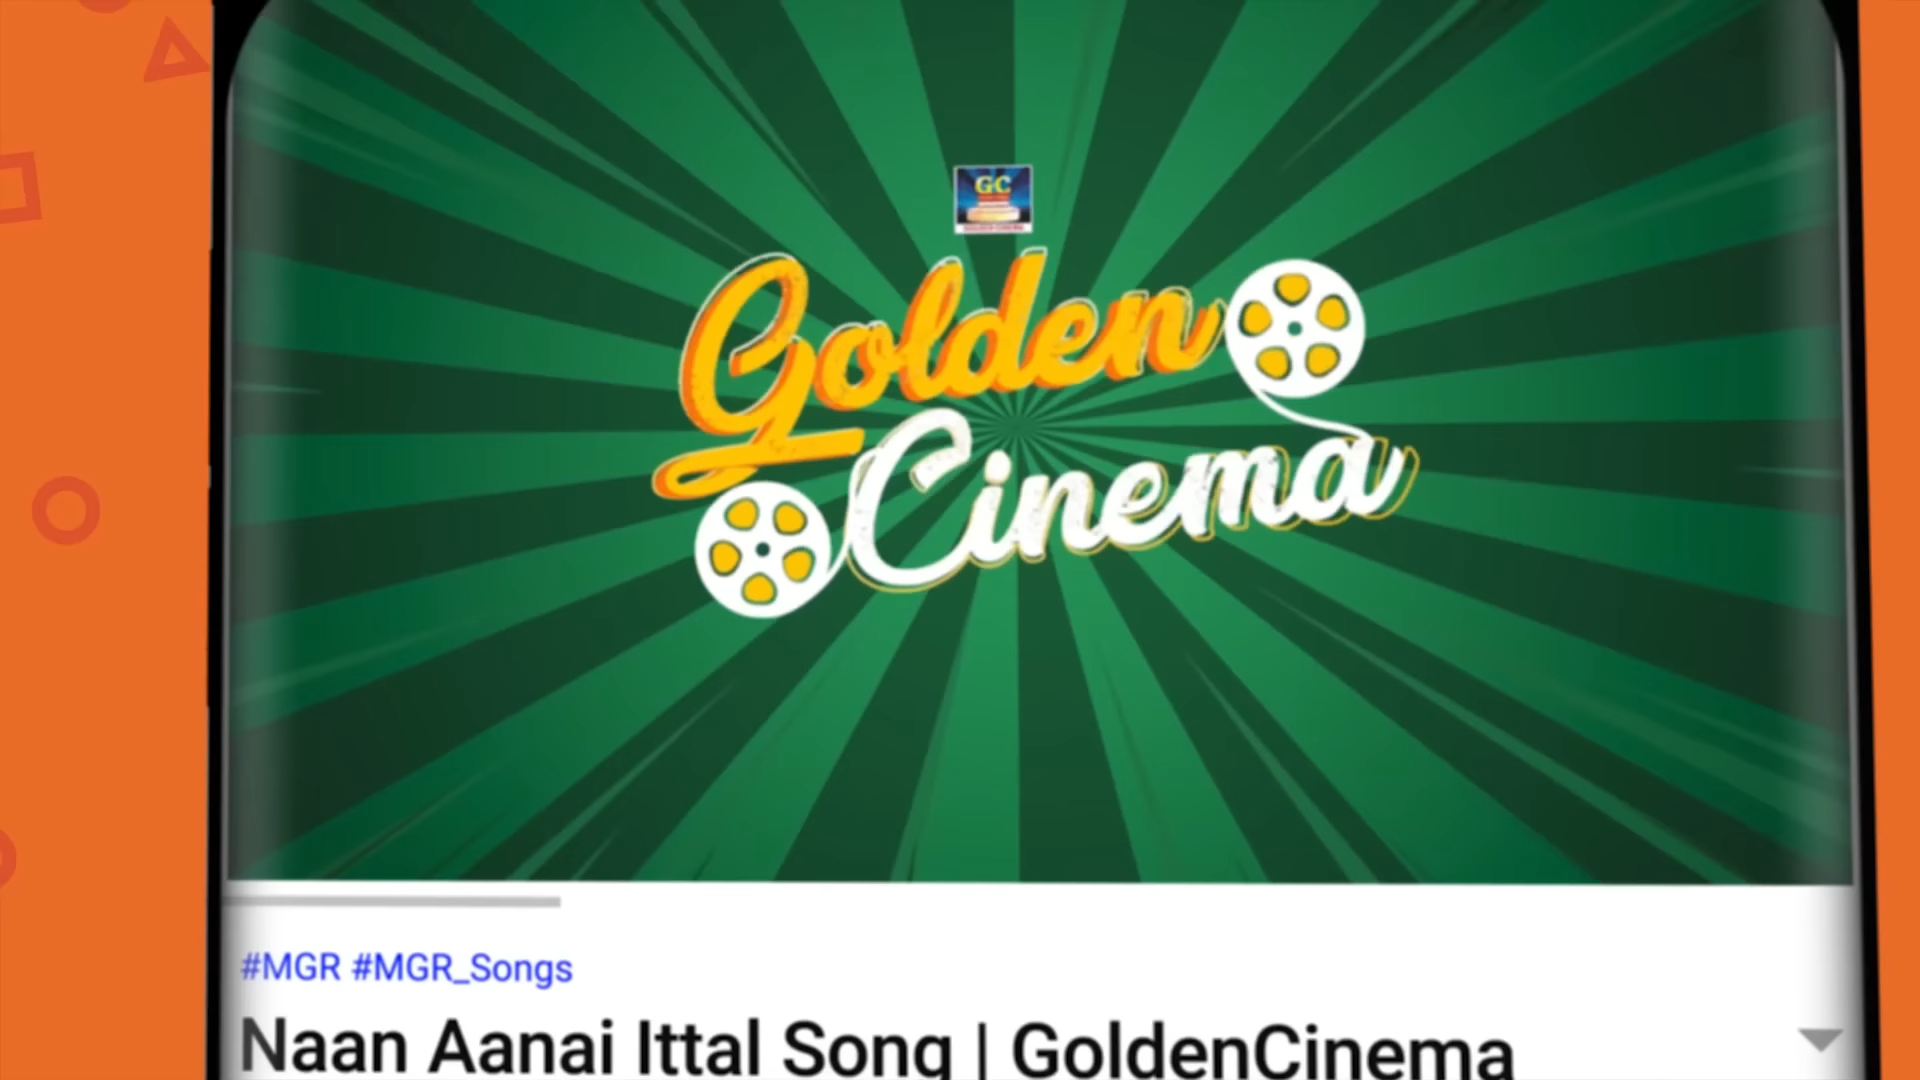 GC
Golden
Cinema
#MGR #MGR_Songs
Naan Aanai Ittal Song | GoldenCinema